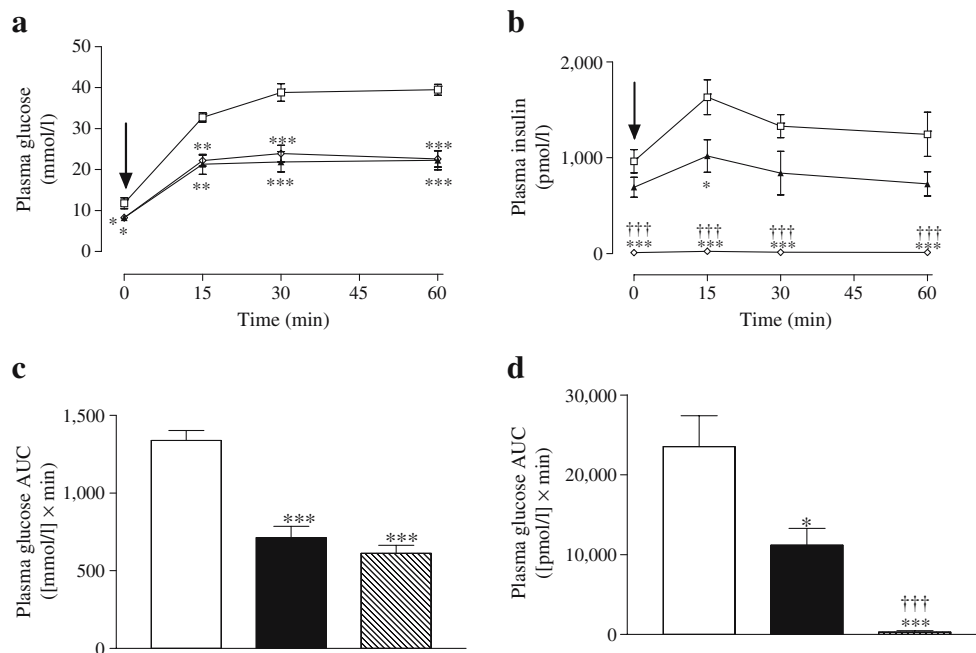 a
Plasma glucose
(mmol/l)
50
40
30
20
10
0
** *** ***
** *** ***
*
*
0 15 30 45 60
Time (min)
b
Plasma insulin
(pmol/l)
2,000
1,000
0
*
††† ††† ††† †††
*** *** *** ***
0 15 30 45 60
Time (min)
c
Plasma glucose AUC
([mmol/l] × min)
1,500
1,000
500
0
*** ***
d
Plasma glucose AUC
([pmol/l] × min)
30,000
20,000
10,000
0
*
†††
***